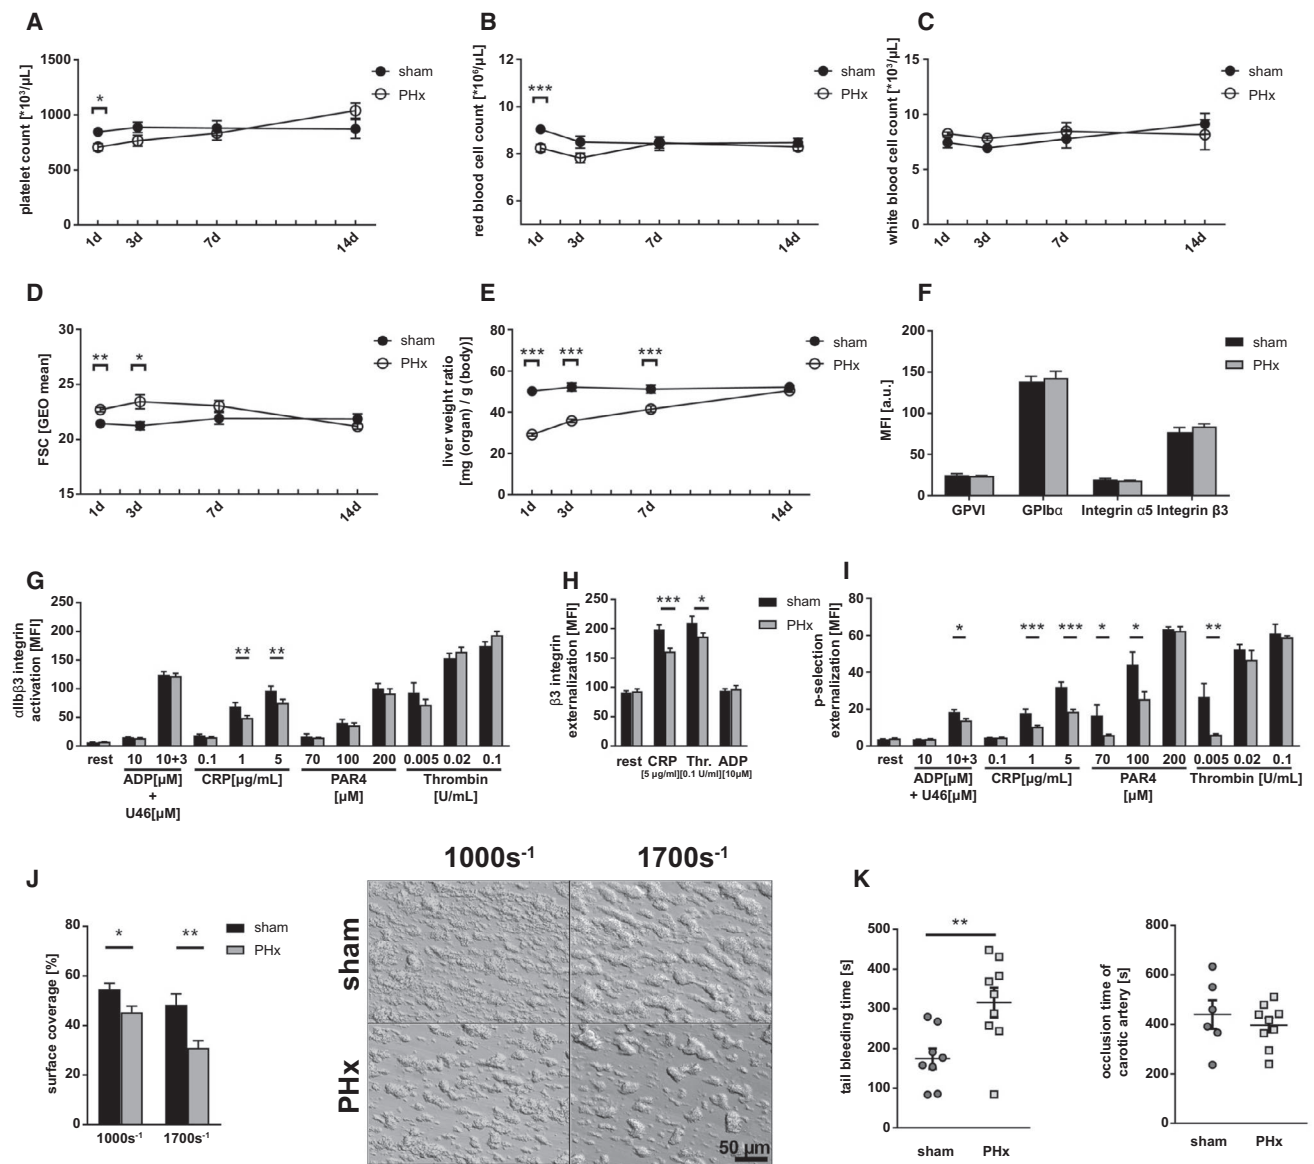 A
platelet count [*10³/µL]
1500
1000
500
0
*
1d
3d
7d
14d
sham
PHx
B
red blood cell count [*10⁶/µL]
12
10
8
6
***
1d
3d
7d
14d
sham
PHx
C
white blood cell count [*10³/µL]
15
10
5
0
1d
3d
7d
14d
sham
PHx
D
FSC [GEO mean]
30
25
20
15
**
*
1d
3d
7d
14d
sham
PHx
E
liver weight ratio
[mg (organ) / g (body)]
80
60
40
20
0
***
***
***
1d
3d
7d
14d
sham
PHx
F
MFI [a.u.]
200
150
100
50
0
GPVI
GPIbα
Integrin α5
Integrin β3
sham
PHx
G
αIIbβ3 integrin
activation [MFI]
250
200
150
100
50
0
**
**
rest
10
10+3
0.1
1
5
70
100
200
0.005
0.02
0.1
ADP[µM]
+
U46[µM]
CRP[µg/mL]
PAR4
[µM]
Thrombin
[U/mL]
H
β3 integrin
externalization [MFI]
250
200
150
100
50
0
***
*
rest
CRP
Thr.
ADP
[5 µg/ml][0.1 U/ml][10µM]
sham
PHx
I
p-selection
externalization [MFI]
80
60
40
20
0
*
***
***
*
*
**
rest
10
10+3
0.1
1
5
70
100
200
0.005
0.02
0.1
ADP[µM]
+ U46[µM]
CRP[µg/mL]
PAR4
[µM]
Thrombin [U/mL]
J
surface coverage [%]
80
60
40
20
0
*
**
1000s⁻¹
1700s⁻¹
sham
PHx
1000s⁻¹
1700s⁻¹
sham
PHx
50 µm
K
tail bleeding time [s]
500
400
300
200
100
0
**
sham
PHx
occlusion time of
carotic artery [s]
800
600
400
200
0
sham
PHx